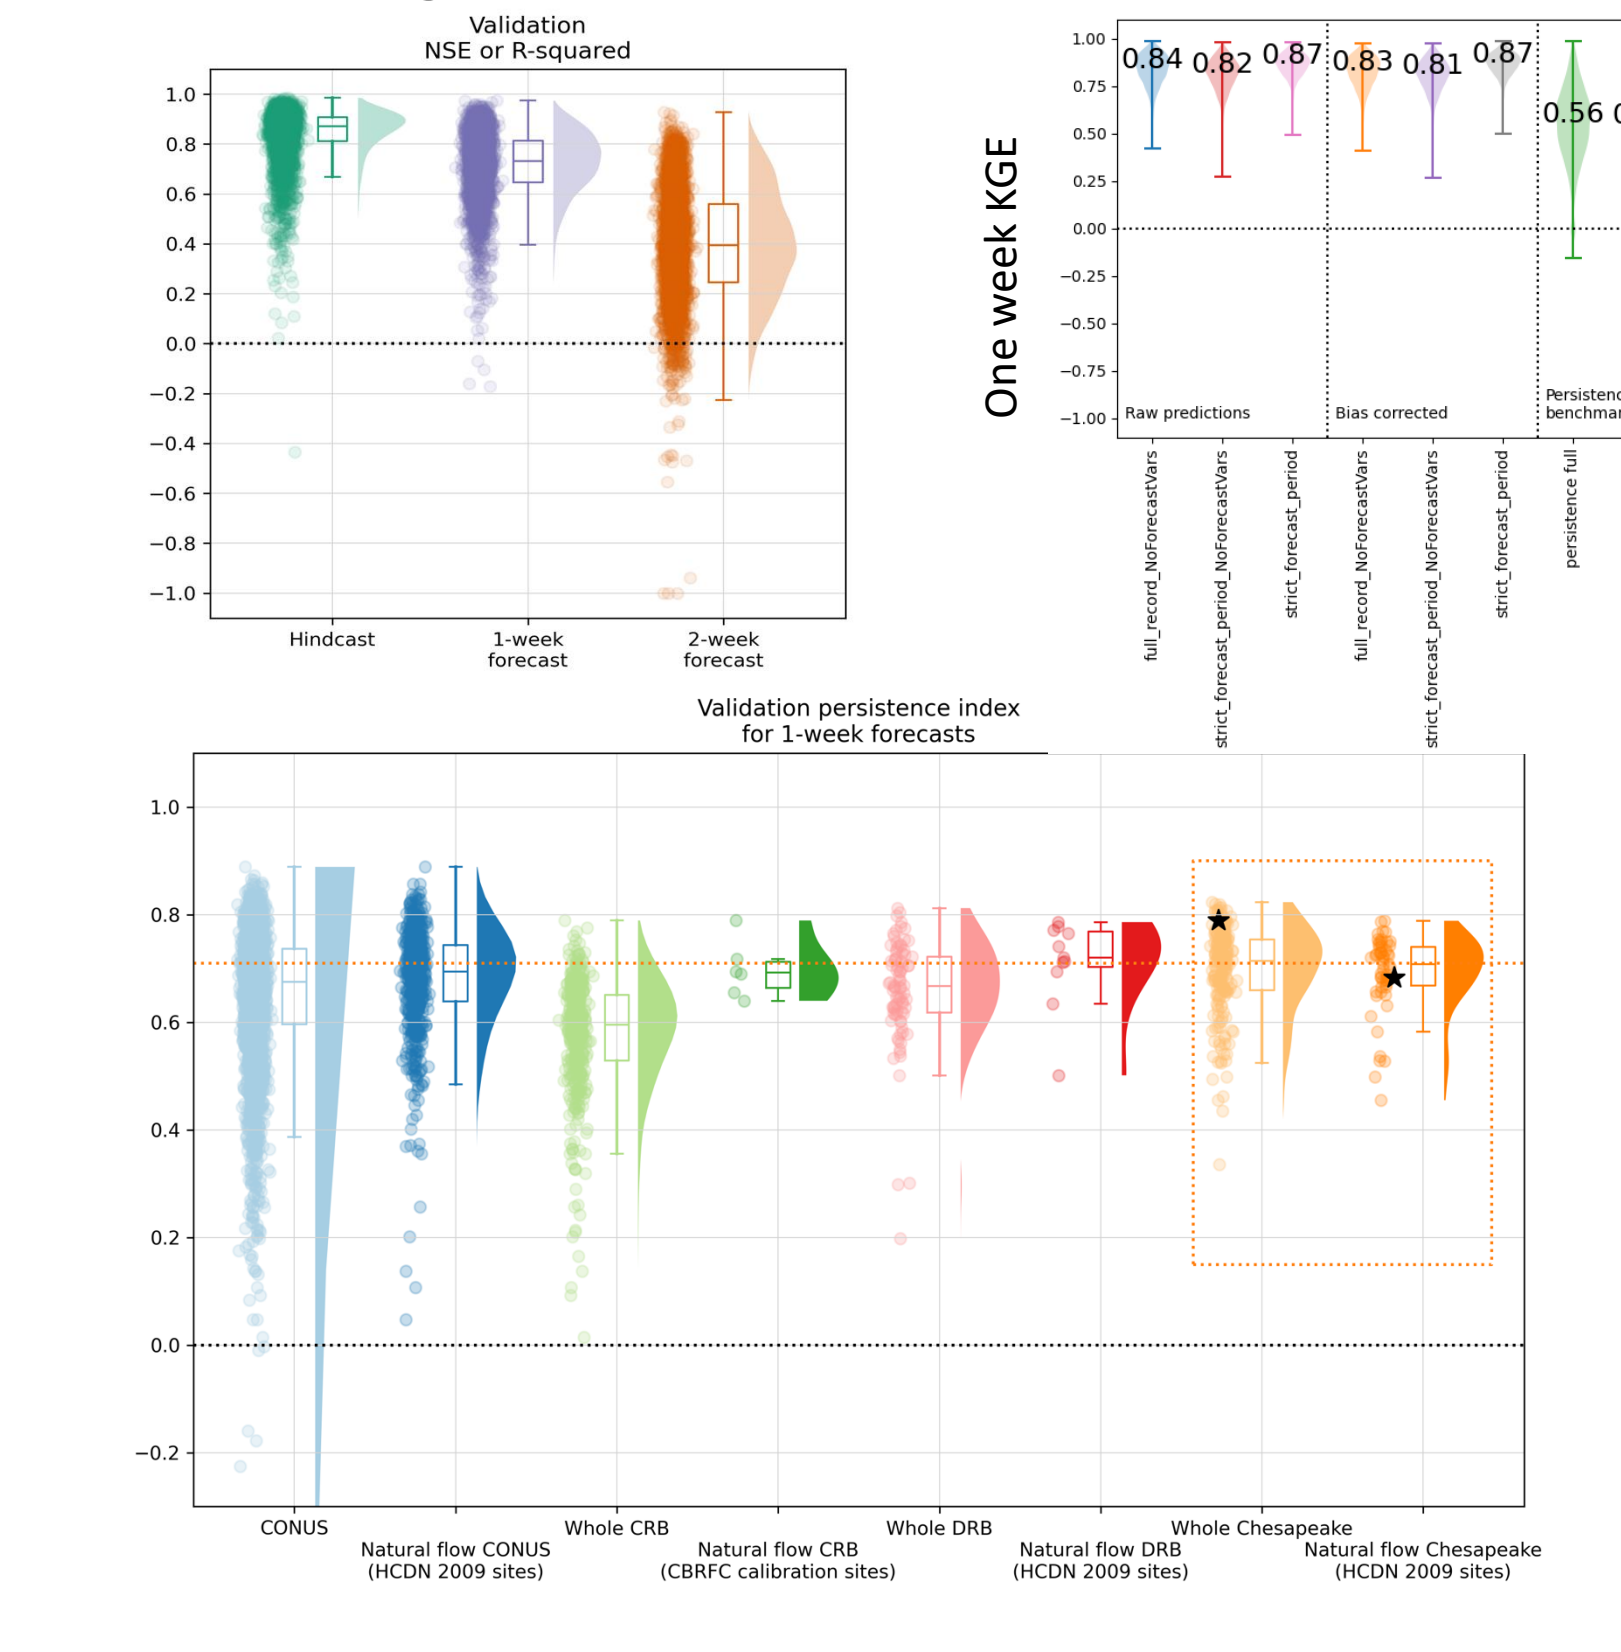 Validation
NSE or R-squared
1.0
0.8
0.6
0.4
0.2
0.0
−0.2
−0.4
−0.6
−0.8
−1.0
Hindcast
1-week
forecast
2-week
forecast
One week KGE
1.00
0.75
0.50
0.25
0.00
−0.25
−0.50
−0.75
−1.00
0.84
0.82
0.87
0.83
0.81
0.87
0.56
Raw predictions
Bias corrected
full_record_NoForecastVars
strict_forecast_period_NoForecastVars
strict_forecast_period
full_record_NoForecastVars
strict_forecast_period_NoForecastVars
strict_forecast_period
persistence full
Validation persistence index
for 1-week forecasts
1.0
0.8
0.6
0.4
0.2
0.0
−0.2
CONUS
Natural flow CONUS
(HCDN 2009 sites)
Whole CRB
Natural flow CRB
(CBRFC calibration sites)
Whole DRB
Natural flow DRB
(HCDN 2009 sites)
Whole Chesapeake
Natural flow Chesapeake
(HCDN 2009 sites)